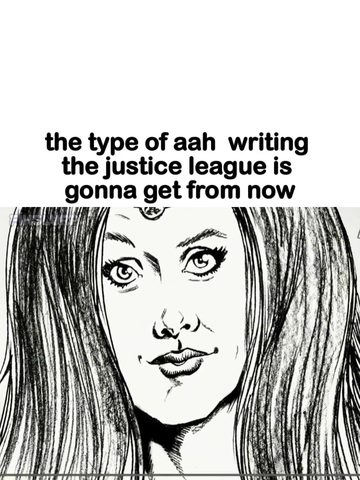 the type of aah writing
the justice league is
gonna get from now